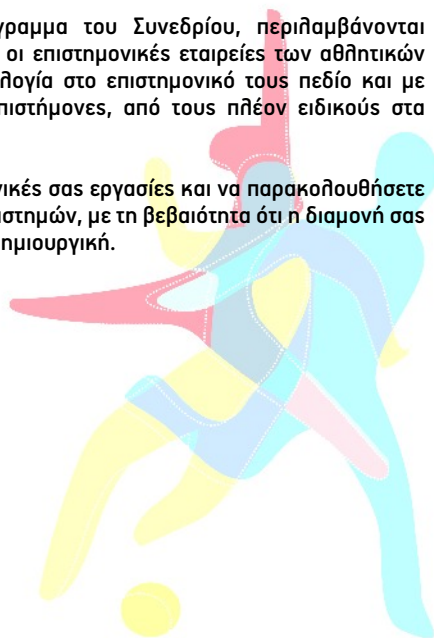 γραμμα του Συνεδρίου, περιλαμβάνονται
οι επιστημονικές εταιρείες των αθλητικών
λογία στο επιστημονικό τους πεδίο και με
πιστήμονες, από τους πλέον ειδικούς στα
νικές σας εργασίες και να παρακολουθήσετε
ιστημών, με τη βεβαιότητα ότι η διαμονή σας
ημιουργική.